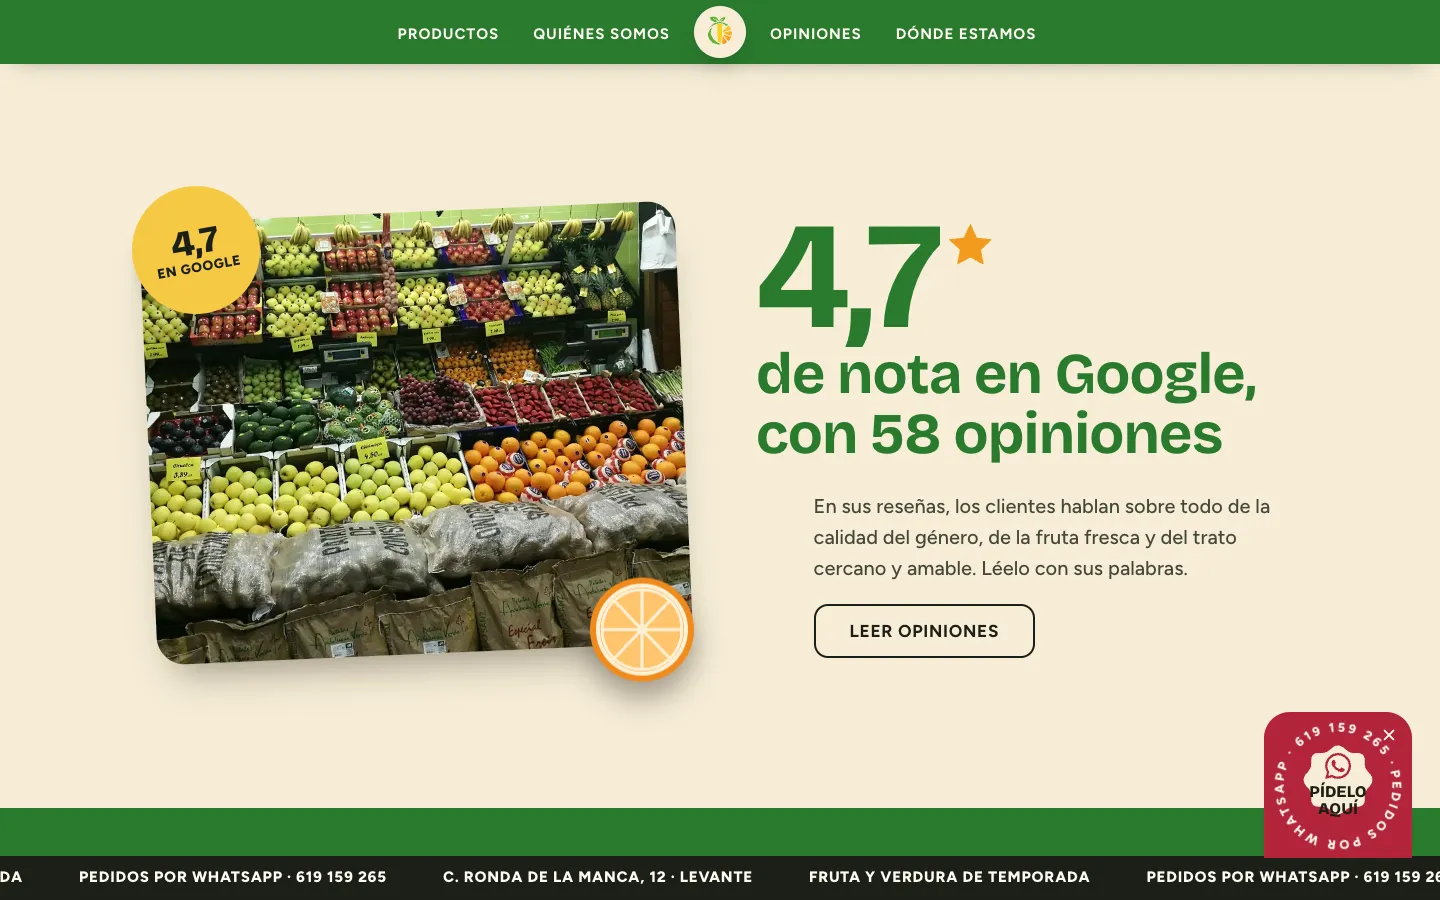 PRODUCTOS QUIÉNES SOMOS OPINIONES DÓNDE ESTAMOS
4,7
EN GOOGLE
4,7
de nota en Google,
con 58 opiniones
En sus reseñas, los clientes hablan sobre todo de la
calidad del género, de la fruta fresca y del trato
cercano y amable. Léelo con sus palabras.
LEER OPINIONES
· 619 159 265 · PEDIDOS POR WHATSAPP
PÍDELO
AQUÍ
DA PEDIDOS POR WHATSAPP · 619 159 265 C. RONDA DE LA MANCA, 12 · LEVANTE FRUTA Y VERDURA DE TEMPORADA PEDIDOS POR WHATSAPP · 619 159 26